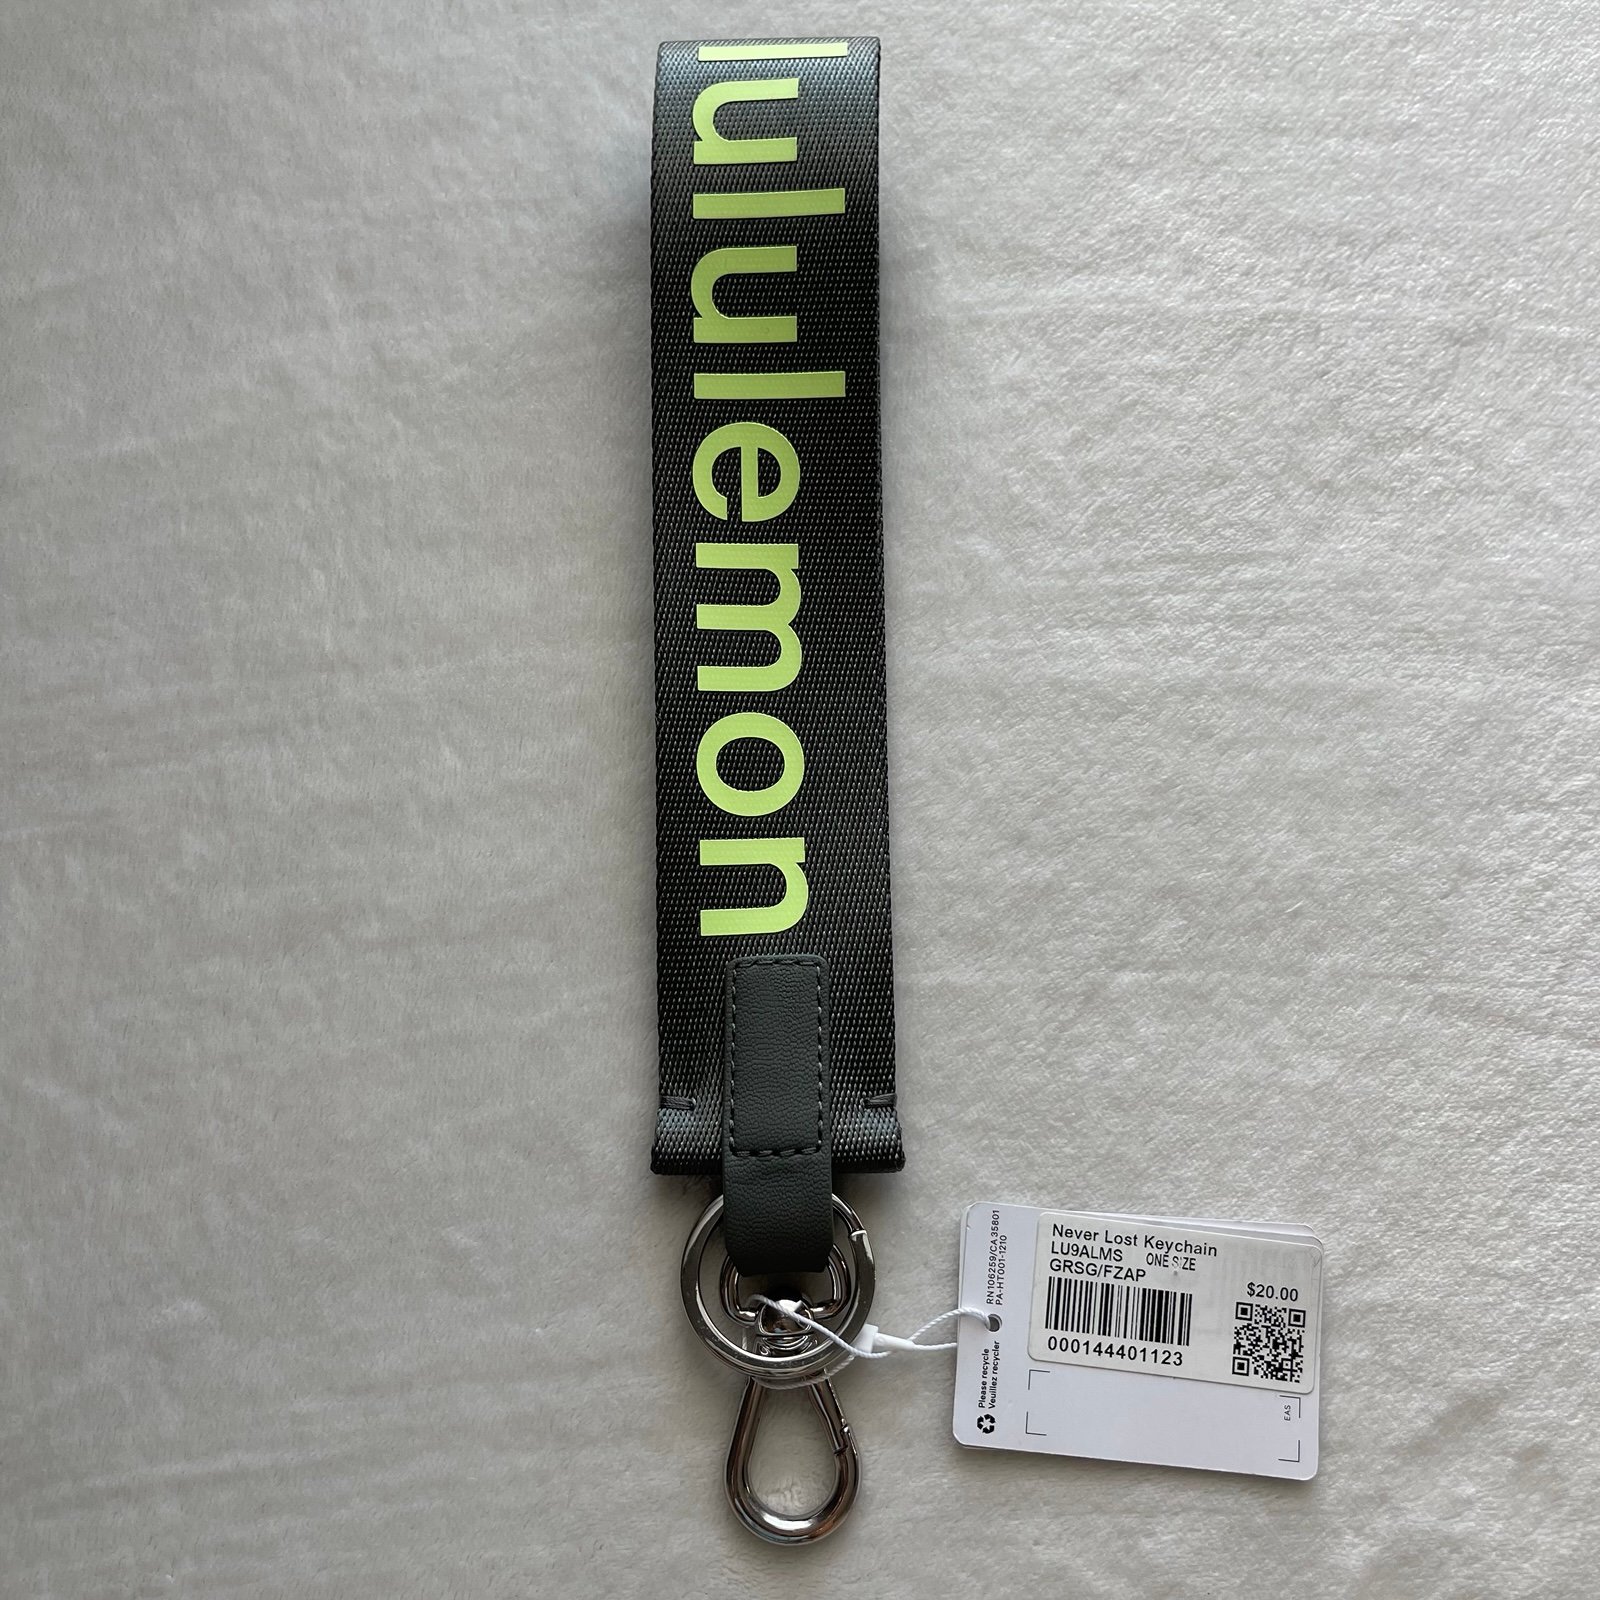 lululemon
RN106259/CA35801
PA-HT001-1210
Please recycle
Veuillez recycler
Never Lost Keychain
LU9ALMS ONE SIZE
GRSG/FZAP
$20.00
000144401123
EAS